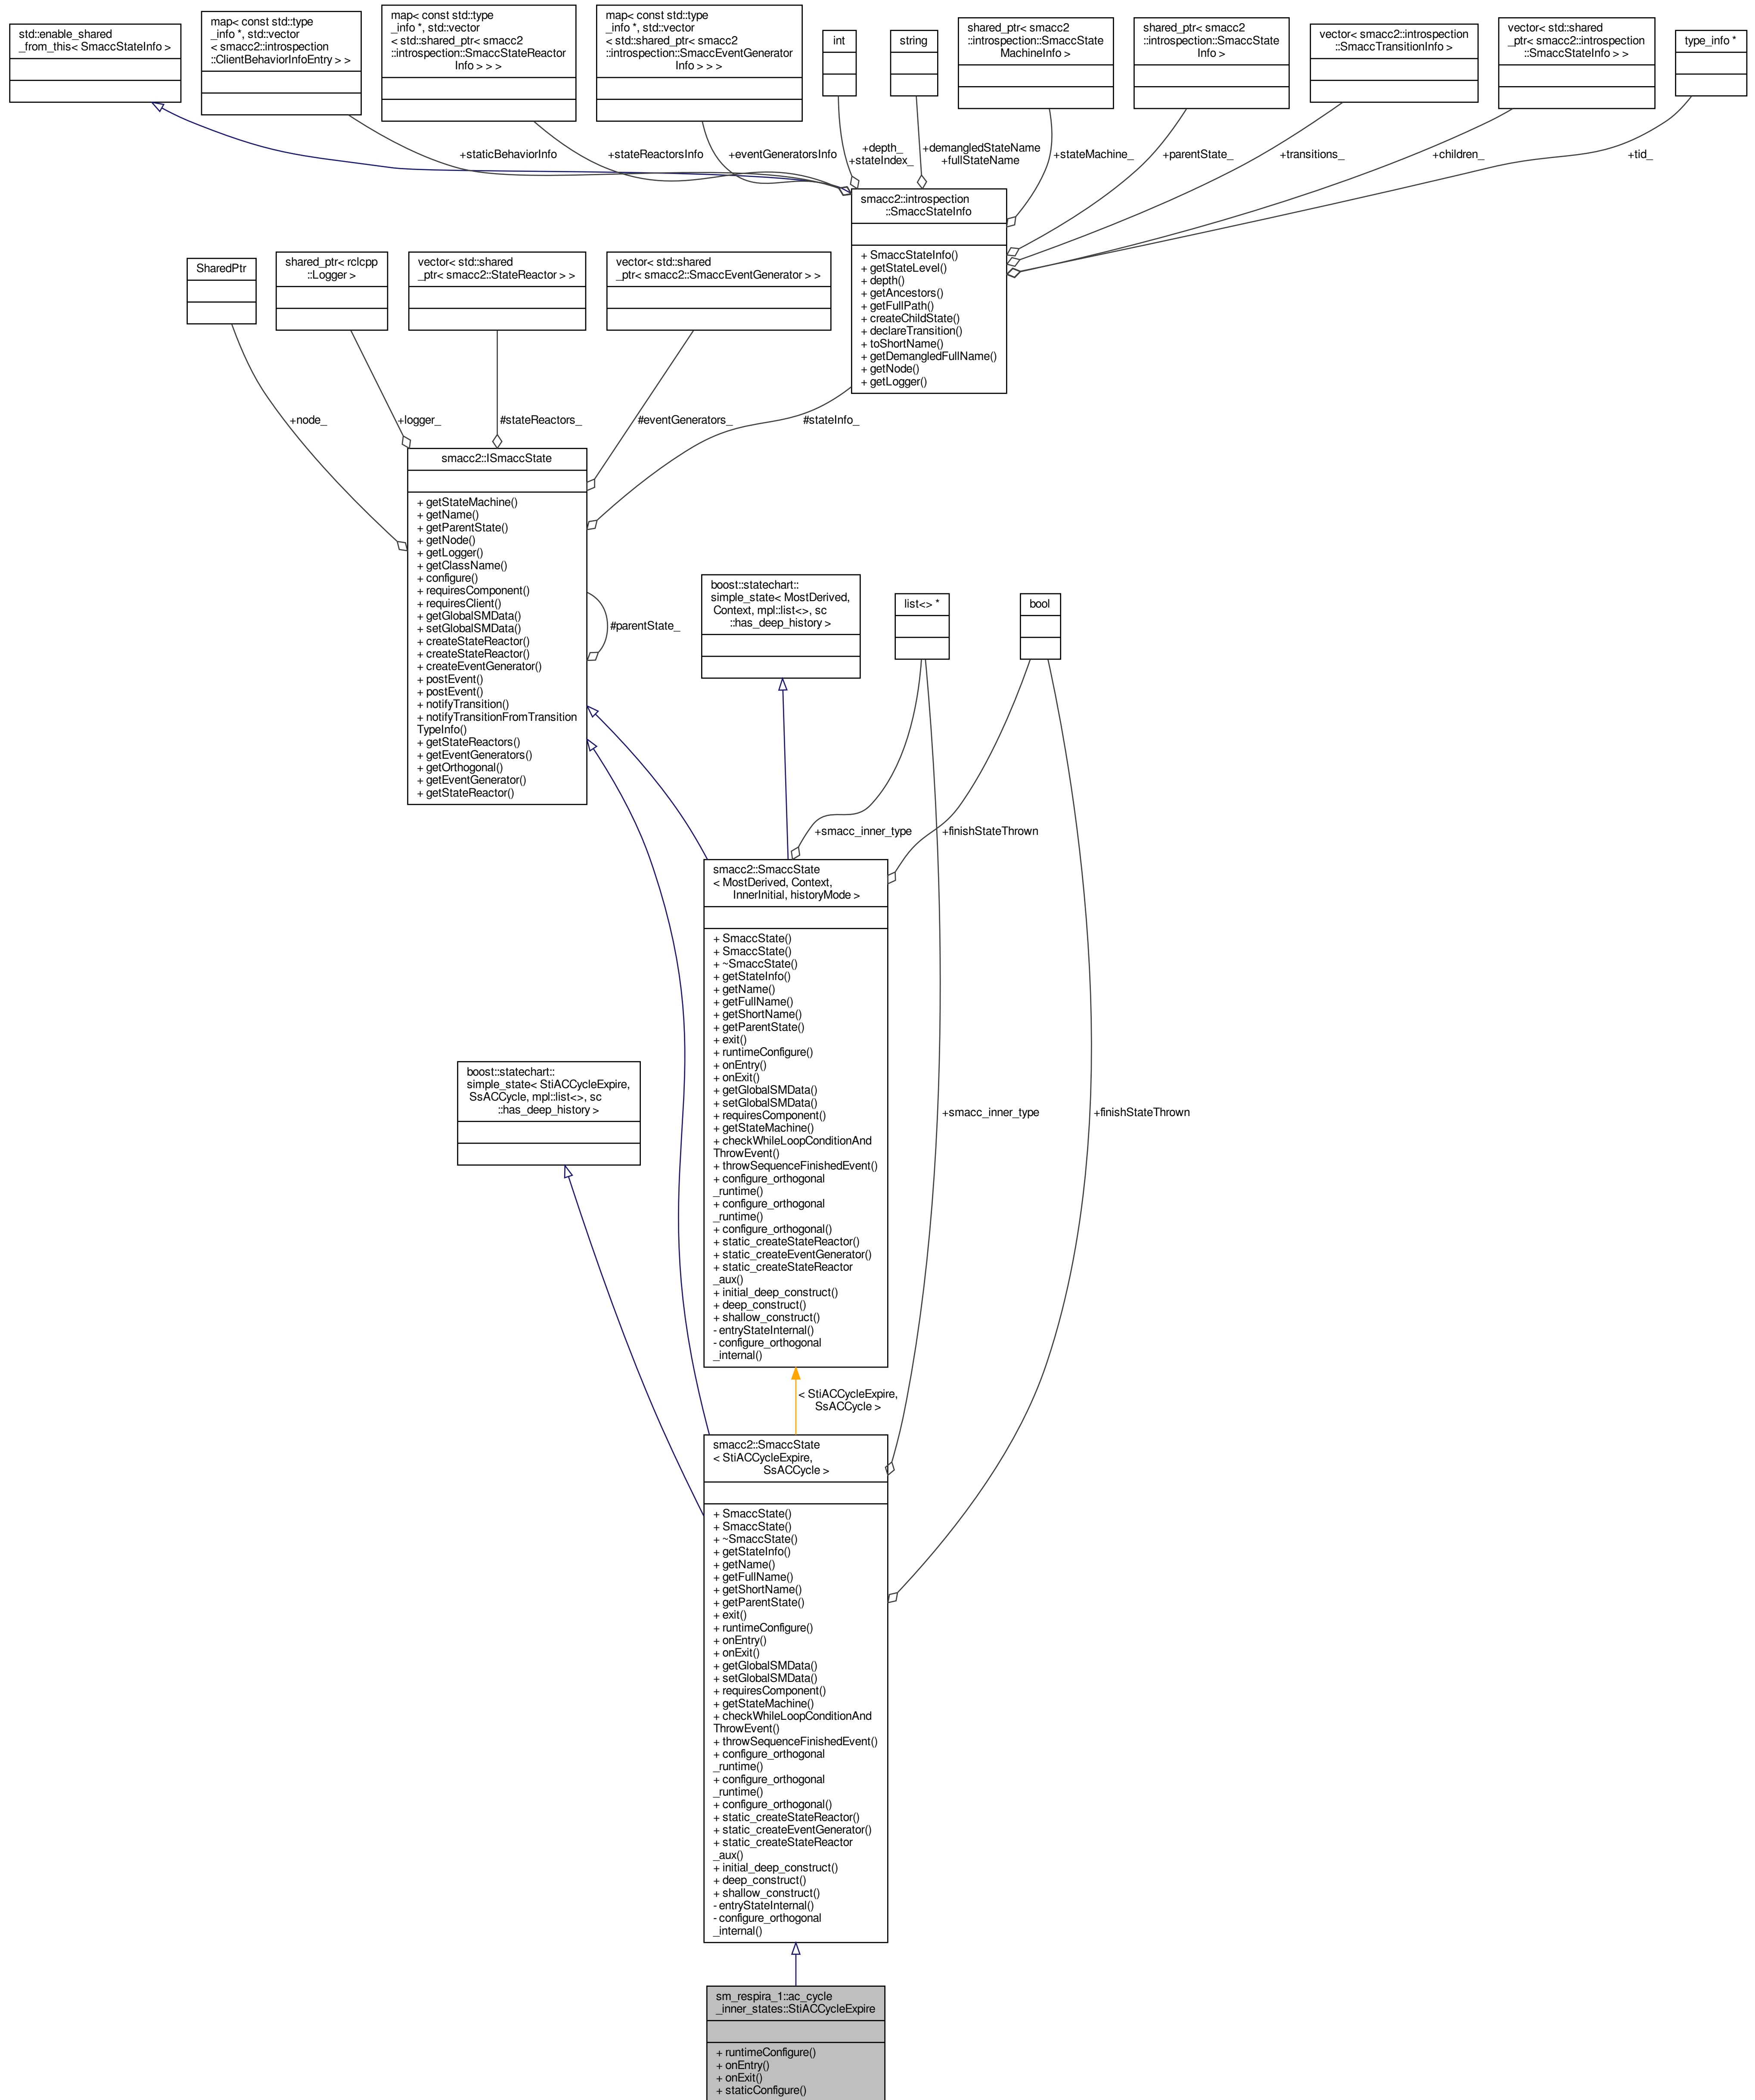 std::enable_shared
_from_this< SmaccStateInfo >
map< const std::type
_info *, std::vector
< smacc2::introspection
::ClientBehaviorInfoEntry > >
map< const std::type
_info *, std::vector
< std::shared_ptr< smacc2
::introspection::SmaccStateReactor
Info > > >
map< const std::type
_info *, std::vector
< std::shared_ptr< smacc2
::introspection::SmaccEventGenerator
Info > > >
int
string
shared_ptr< smacc2
::introspection::SmaccState
MachineInfo >
shared_ptr< smacc2
::introspection::SmaccState
Info >
vector< smacc2::introspection
::SmaccTransitionInfo >
vector< std::shared
_ptr< smacc2::introspection
::SmaccStateInfo > >
type_info *
+staticBehaviorInfo
+stateReactorsInfo
+eventGeneratorsInfo
+depth_
+stateIndex_
+demangledStateName
+fullStateName
+stateMachine_
+parentState_
+transitions_
+children_
+tid_
smacc2::introspection
::SmaccStateInfo
+ SmaccStateInfo()
+ getStateLevel()
+ depth()
+ getAncestors()
+ getFullPath()
+ createChildState()
+ declareTransition()
+ toShortName()
+ getDemangledFullName()
+ getNode()
+ getLogger()
SharedPtr
shared_ptr< rclcpp
::Logger >
vector< std::shared
_ptr< smacc2::StateReactor > >
vector< std::shared
_ptr< smacc2::SmaccEventGenerator > >
+node_
+logger_
#stateReactors_
#eventGenerators_
#stateInfo_
smacc2::ISmaccState
+ getStateMachine()
+ getName()
+ getParentState()
+ getNode()
+ getLogger()
+ getClassName()
+ configure()
+ requiresComponent()
+ requiresClient()
+ getGlobalSMData()
+ setGlobalSMData()
+ createStateReactor()
+ createStateReactor()
+ createEventGenerator()
+ postEvent()
+ postEvent()
+ notifyTransition()
+ notifyTransitionFromTransition
TypeInfo()
+ getStateReactors()
+ getEventGenerators()
+ getOrthogonal()
+ getEventGenerator()
+ getStateReactor()
#parentState_
boost::statechart::
simple_state< MostDerived,
Context, mpl::list<>, sc
::has_deep_history >
list<> *
bool
+smacc_inner_type
+finishStateThrown
smacc2::SmaccState
< MostDerived, Context,
InnerInitial, historyMode >
+ SmaccState()
+ SmaccState()
+ ~SmaccState()
+ getStateInfo()
+ getName()
+ getFullName()
+ getShortName()
+ getParentState()
+ exit()
+ runtimeConfigure()
+ onEntry()
+ onExit()
+ getGlobalSMData()
+ setGlobalSMData()
+ requiresComponent()
+ getStateMachine()
+ checkWhileLoopConditionAnd
ThrowEvent()
+ throwSequenceFinishedEvent()
+ configure_orthogonal
_runtime()
+ configure_orthogonal
_runtime()
+ configure_orthogonal()
+ static_createStateReactor()
+ static_createEventGenerator()
+ static_createStateReactor
_aux()
+ initial_deep_construct()
+ deep_construct()
+ shallow_construct()
- entryStateInternal()
- configure_orthogonal
_internal()
boost::statechart::
simple_state< StiACCycleExpire,
SsACCycle, mpl::list<>, sc
::has_deep_history >
+smacc_inner_type
+finishStateThrown
< StiACCycleExpire,
SsACCycle >
smacc2::SmaccState
< StiACCycleExpire,
SsACCycle >
+ SmaccState()
+ SmaccState()
+ ~SmaccState()
+ getStateInfo()
+ getName()
+ getFullName()
+ getShortName()
+ getParentState()
+ exit()
+ runtimeConfigure()
+ onEntry()
+ onExit()
+ getGlobalSMData()
+ setGlobalSMData()
+ requiresComponent()
+ getStateMachine()
+ checkWhileLoopConditionAnd
ThrowEvent()
+ throwSequenceFinishedEvent()
+ configure_orthogonal
_runtime()
+ configure_orthogonal
_runtime()
+ configure_orthogonal()
+ static_createStateReactor()
+ static_createEventGenerator()
+ static_createStateReactor
_aux()
+ initial_deep_construct()
+ deep_construct()
+ shallow_construct()
- entryStateInternal()
- configure_orthogonal
_internal()
sm_respira_1::ac_cycle
_inner_states::StiACCycleExpire
+ runtimeConfigure()
+ onEntry()
+ onExit()
+ staticConfigure()